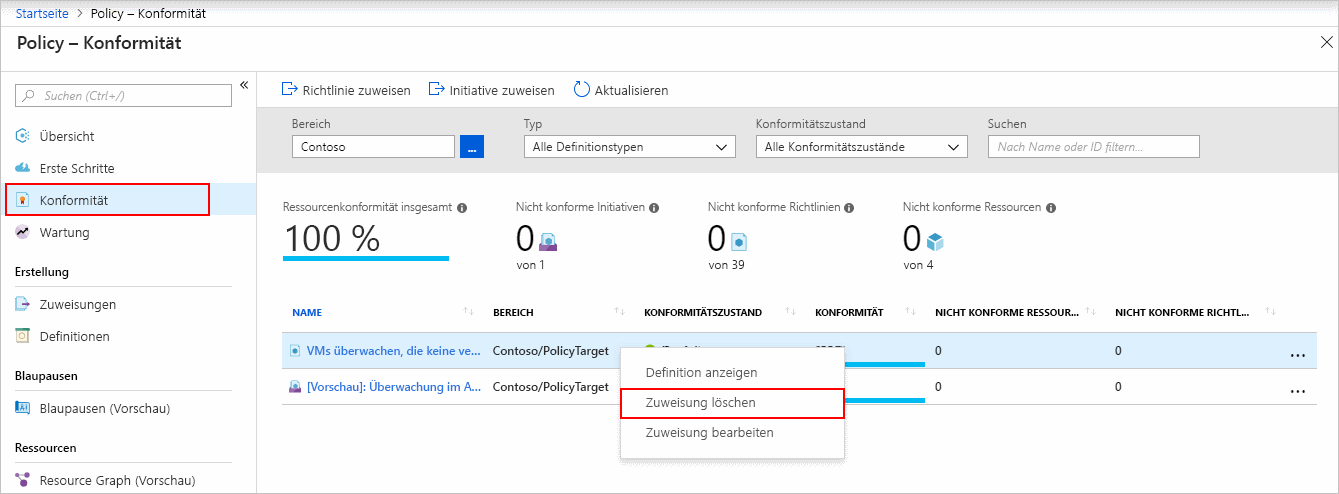 Startseite > Policy – Konformität
Policy – Konformität
Suchen (Ctrl+/)
Übersicht
Erste Schritte
Konformität
Wartung
Erstellung
Zuweisungen
Definitionen
Blaupausen
Blaupausen (Vorschau)
Ressourcen
Resource Graph (Vorschau)
Richtlinie zuweisen Initiative zuweisen Aktualisieren
Bereich Typ Konformitätszustand Suchen
Contoso ... Alle Definitionstypen Alle Konformitätszustände Nach Name oder ID filtern...
Ressourcenkonformität insgesamt Nicht konforme Initiativen Nicht konforme Richtlinien Nicht konforme Ressourcen
100 % 0 0 0
von 1 von 39 von 4
NAME BEREICH KONFORMITÄTSZUSTAND KONFORMITÄT NICHT KONFORME RESSOUR... NICHT KONFORME RICHTL...
VMs überwachen, die keine ve... Contoso/PolicyTarget 0 0 ...
[Vorschau]: Überwachung im A... Contoso/PolicyTarget 0 0 ...
Definition anzeigen
Zuweisung löschen
Zuweisung bearbeiten